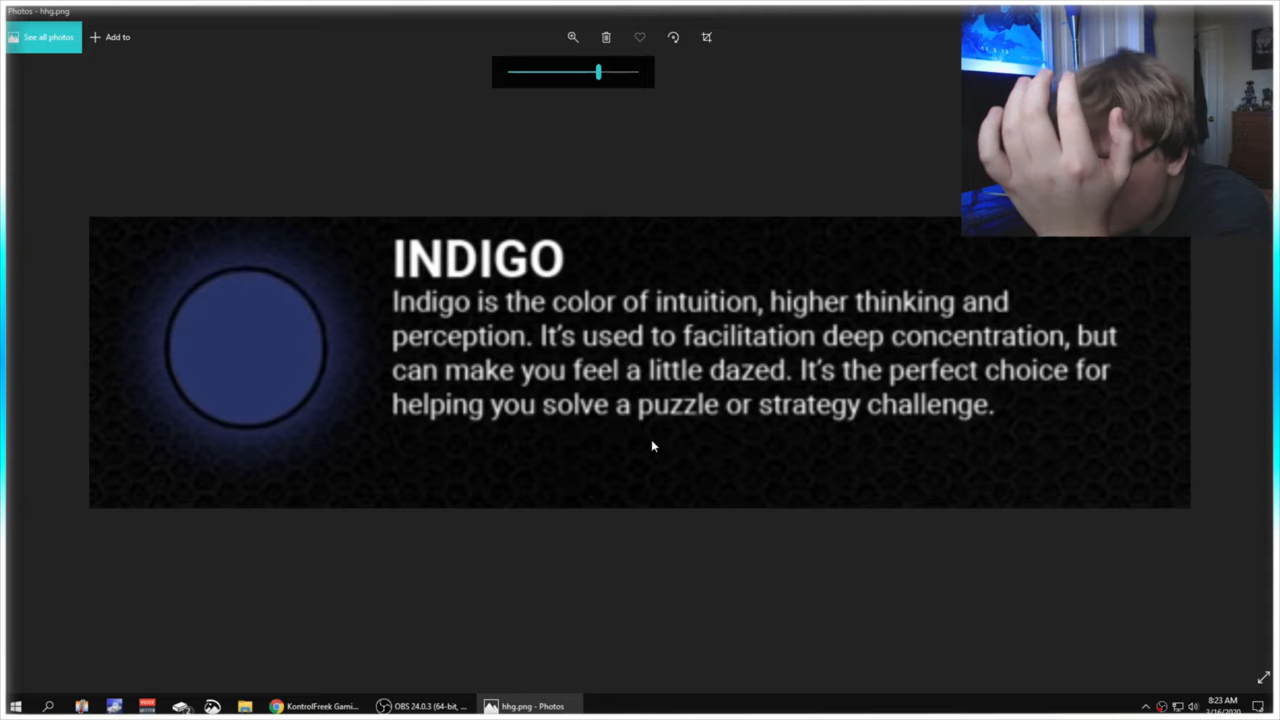 Photos - hhg.png
See all photos
Add to
INDIGO
Indigo is the color of intuition, higher thinking and
perception. It's used to facilitation deep concentration, but
can make you feel a little dazed. It's the perfect choice for
helping you solve a puzzle or strategy challenge.
KontrolFreek Gami...
OBS 24.0.3 (64-bit, ...
hhg.png - Photos
8:23 AM
3/16/2020